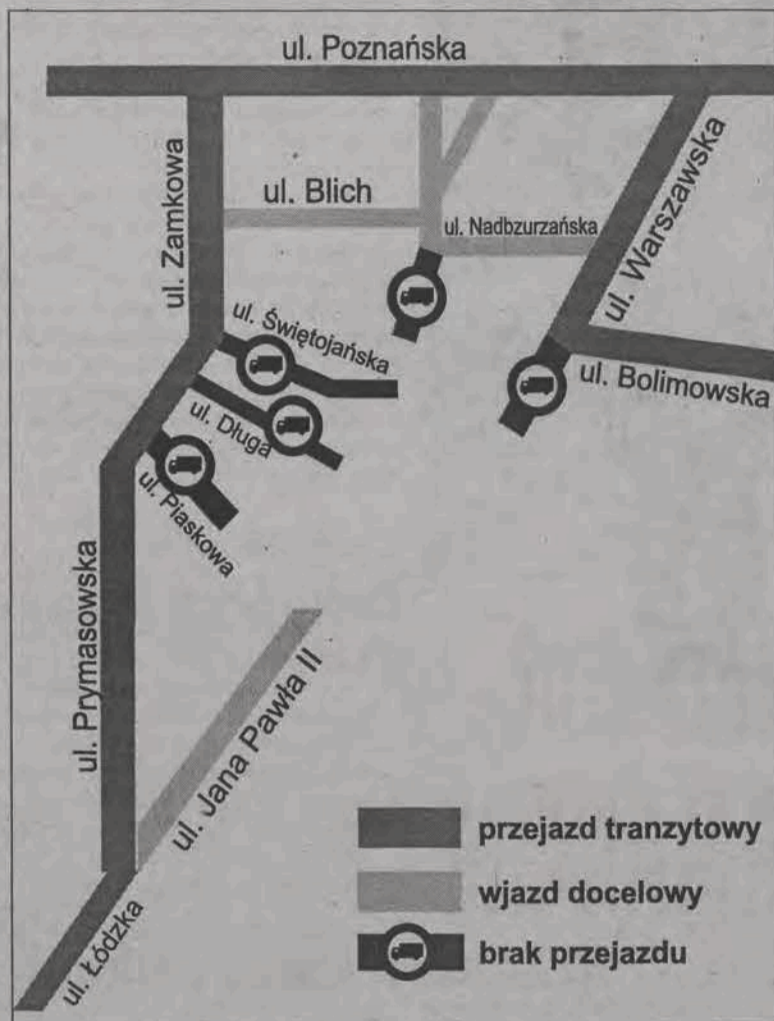 ul. Poznańska
ul. Zamkowa
ul. Blich
ul. Nadbzurzańska
ul. Warszawska
ul. Świętojańska
ul. Bolimowska
ul. Długa
ul. Piaskowa
ul. Prymasowska
ul. Jana Pawła II
ul. Łódzka
przejazd tranzytowy
wjazd docelowy
brak przejazdu